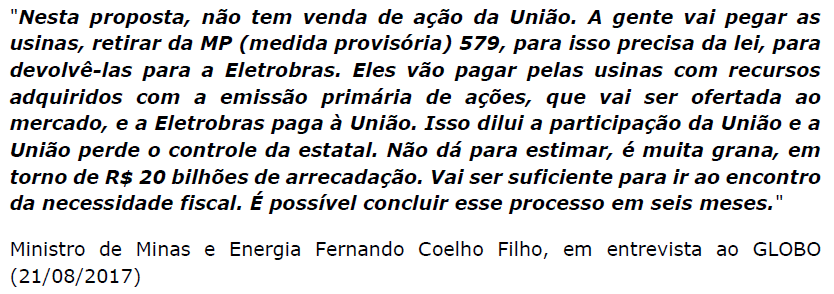 "Nesta proposta, não tem venda de ação da União. A gente vai pegar as
usinas, retirar da MP (medida provisória) 579, para isso precisa da lei, para
devolvê-las para a Eletrobras. Eles vão pagar pelas usinas com recursos
adquiridos com a emissão primária de ações, que vai ser ofertada ao
mercado, e a Eletrobras paga à União. Isso dilui a participação da União e a
União perde o controle da estatal. Não dá para estimar, é muita grana, em
torno de R$ 20 bilhões de arrecadação. Vai ser suficiente para ir ao encontro
da necessidade fiscal. É possível concluir esse processo em seis meses."
Ministro de Minas e Energia Fernando Coelho Filho, em entrevista ao GLOBO
(21/08/2017)